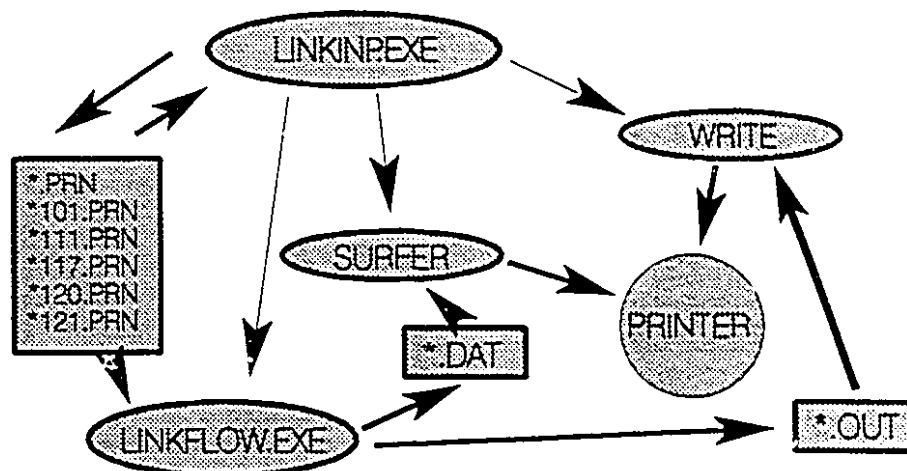 LINKINP.EXE
WRITE
*.PRN
*101.PRN
*111.PRN
*117.PRN
*120.PRN
*121.PRN
SURFER
PRINTER
*.DAT
LINKFLOW.EXE
*.OUT